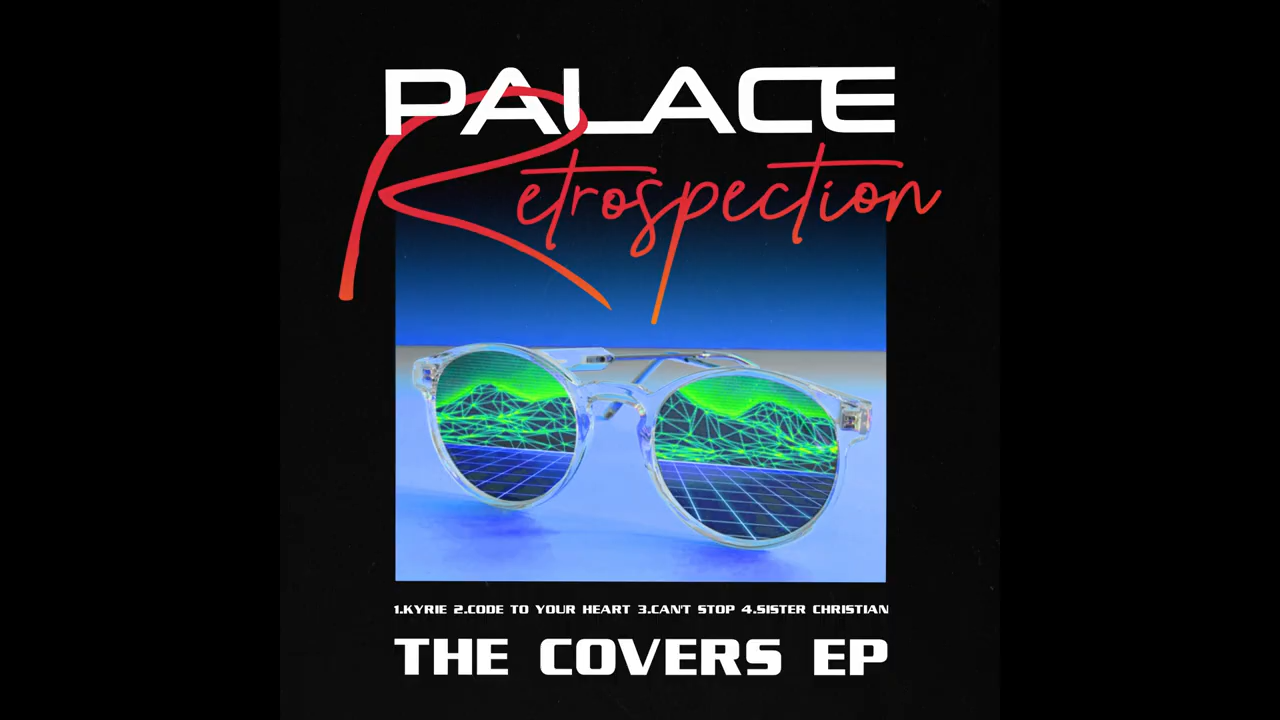 PALACE
Retrospection
1.KYRIE 2.CODE TO YOUR HEART 3.CAN'T STOP 4.SISTER CHRISTIAN
THE COVERS EP